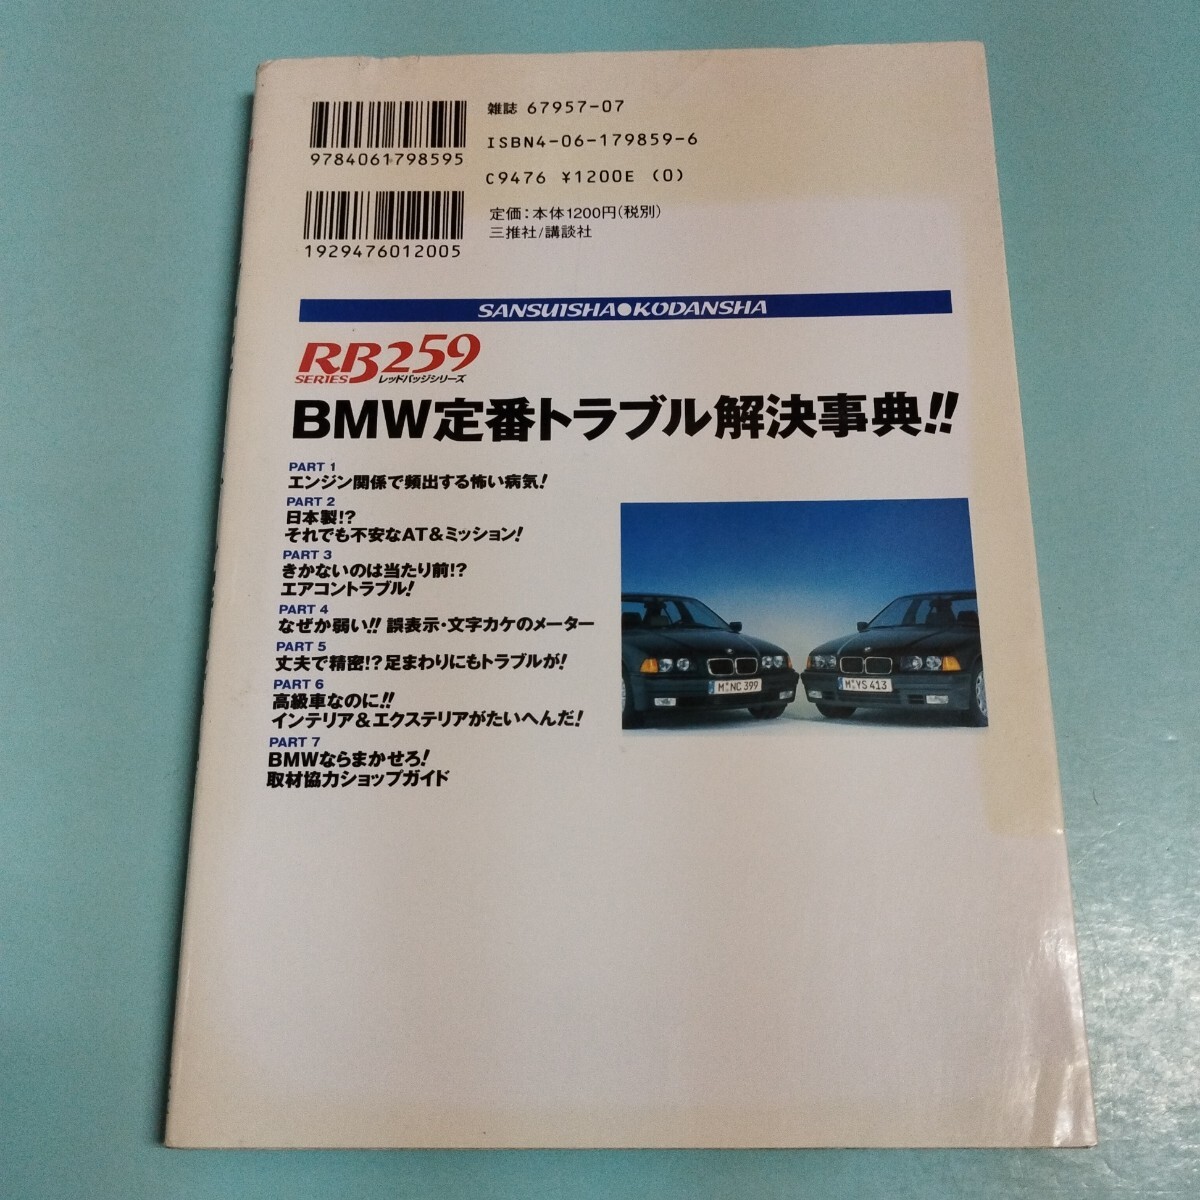 雑誌 67957-07
9784061798595
ISBN4-06-179859-6
C9476 ¥1200E (0)
定価：本体1200円(税別)
三推社/講談社
1929476012005
SANSUISHA●KODANSHA
RB259
SERIES レッドバッジシリーズ
BMW定番トラブル解決事典!!
PART 1
エンジン関係で頻出する怖い病気!
PART 2
日本製!?
それでも不安なAT&ミッション!
PART 3
きかないのは当たり前!?
エアコントラブル!
PART 4
なぜか弱い!! 誤表示・文字カケのメーター
PART 5
丈夫で精密!? 足まわりにもトラブルが!
PART 6
高級車なのに!!
インテリア&エクステリアがたいへんだ!
PART 7
BMWならまかせろ!
取材協力ショップガイド
M NC 399
M YS 413